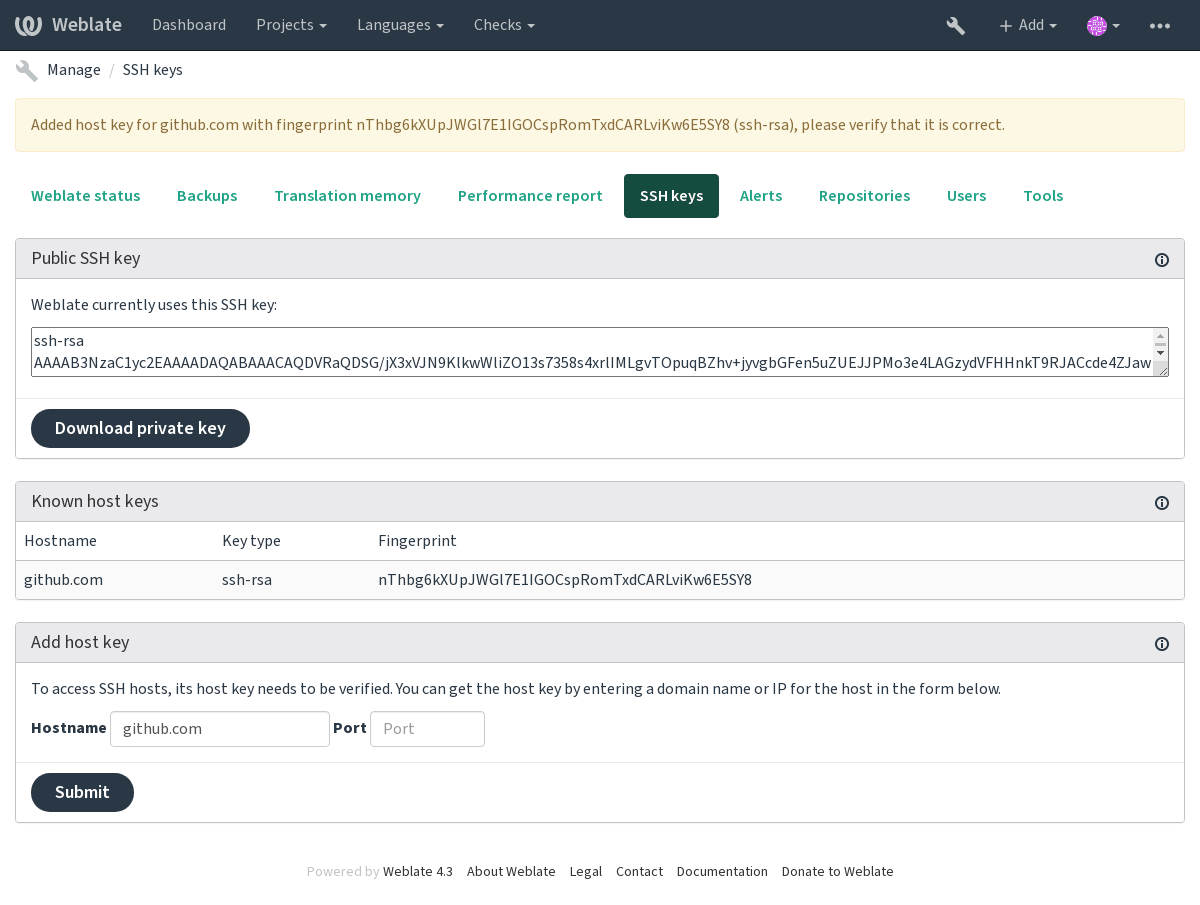 Weblate Dashboard Projects Languages Checks Add
Manage / SSH keys
Added host key for github.com with fingerprint nThbg6kXUpJWGl7E1IGOCspRomTxdCARLviKw6E5SY8 (ssh-rsa), please verify that it is correct.
Weblate status Backups Translation memory Performance report SSH keys Alerts Repositories Users Tools
Public SSH key
Weblate currently uses this SSH key:
ssh-rsa
AAAAB3NzaC1yc2EAAAADAQABAAACAQDVRaQDSG/jX3xVJN9KlkwWIiZO13s7358s4xrIIMLgvTOpuqBZhv+jyvgbGFen5uZUEJJPMo3e4LAGzydVFHHnkT9RJACcde4ZJaw
Download private key
Known host keys
Hostname Key type Fingerprint
github.com ssh-rsa nThbg6kXUpJWGl7E1IGOCspRomTxdCARLviKw6E5SY8
Add host key
To access SSH hosts, its host key needs to be verified. You can get the host key by entering a domain name or IP for the host in the form below.
Hostname github.com Port Port
Submit
Powered by Weblate 4.3 About Weblate Legal Contact Documentation Donate to Weblate